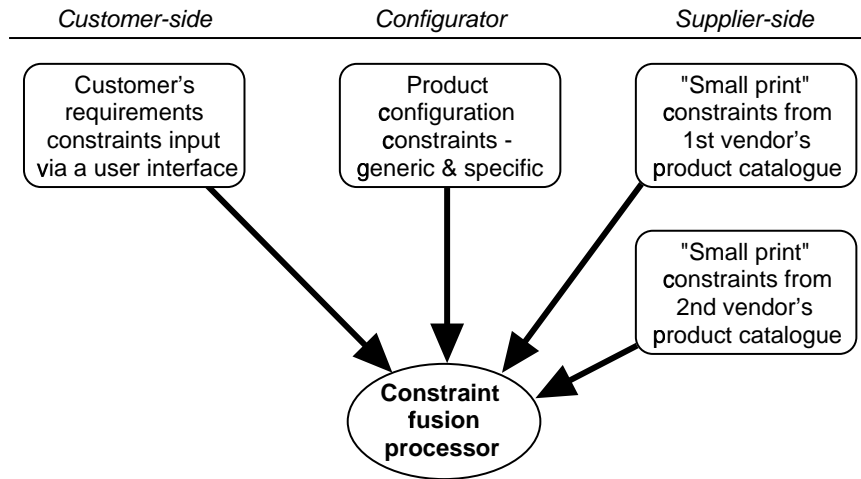 Customer-side
Configurator
Supplier-side
Customer's
requirements
constraints input
via a user interface
Product
configuration
constraints -
generic & specific
"Small print"
constraints from
1st vendor's
product catalogue
"Small print"
constraints from
2nd vendor's
product catalogue
Constraint
fusion
processor